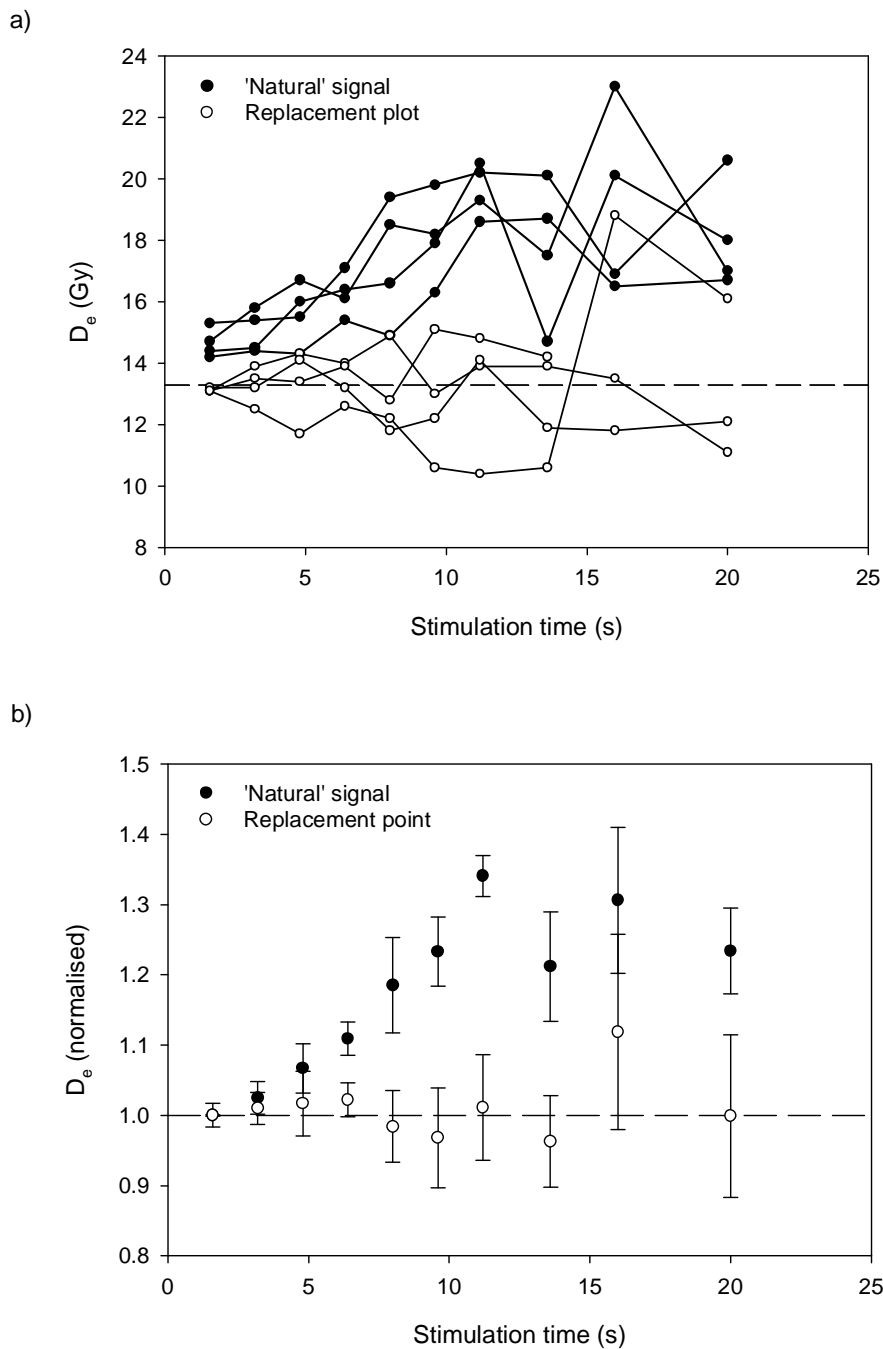 a)
24
22
20
18
16
14
12
10
8
'Natural' signal
Replacement plot
Dₑ (Gy)
0 5 10 15 20 25
Stimulation time (s)
b)
1.5
1.4
1.3
1.2
1.1
1.0
0.9
0.8
'Natural' signal
Replacement point
Dₑ (normalised)
0 5 10 15 20 25
Stimulation time (s)